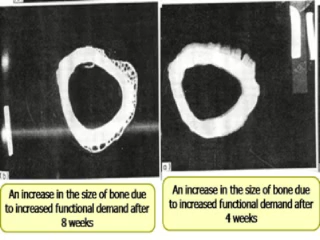 b
a
An increase in the size of bone due
to increased functional demand after
8 weeks
An increase in the size of bone due
to increased functional demand after
4 weeks